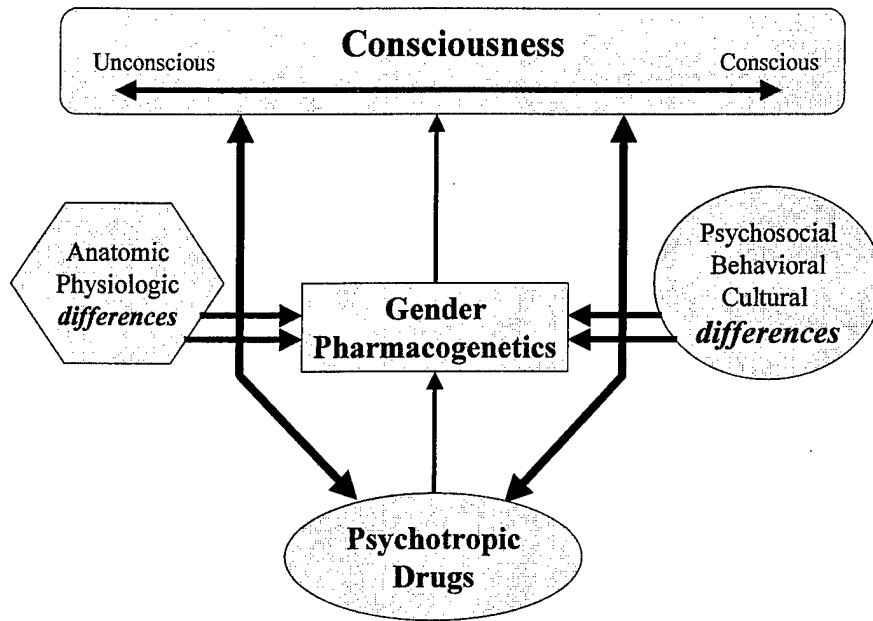 Consciousness
Unconscious
Conscious
Anatomic
Physiologic
differences
Gender
Pharmacogenetics
Psychosocial
Behavioral
Cultural
differences
Psychotropic
Drugs